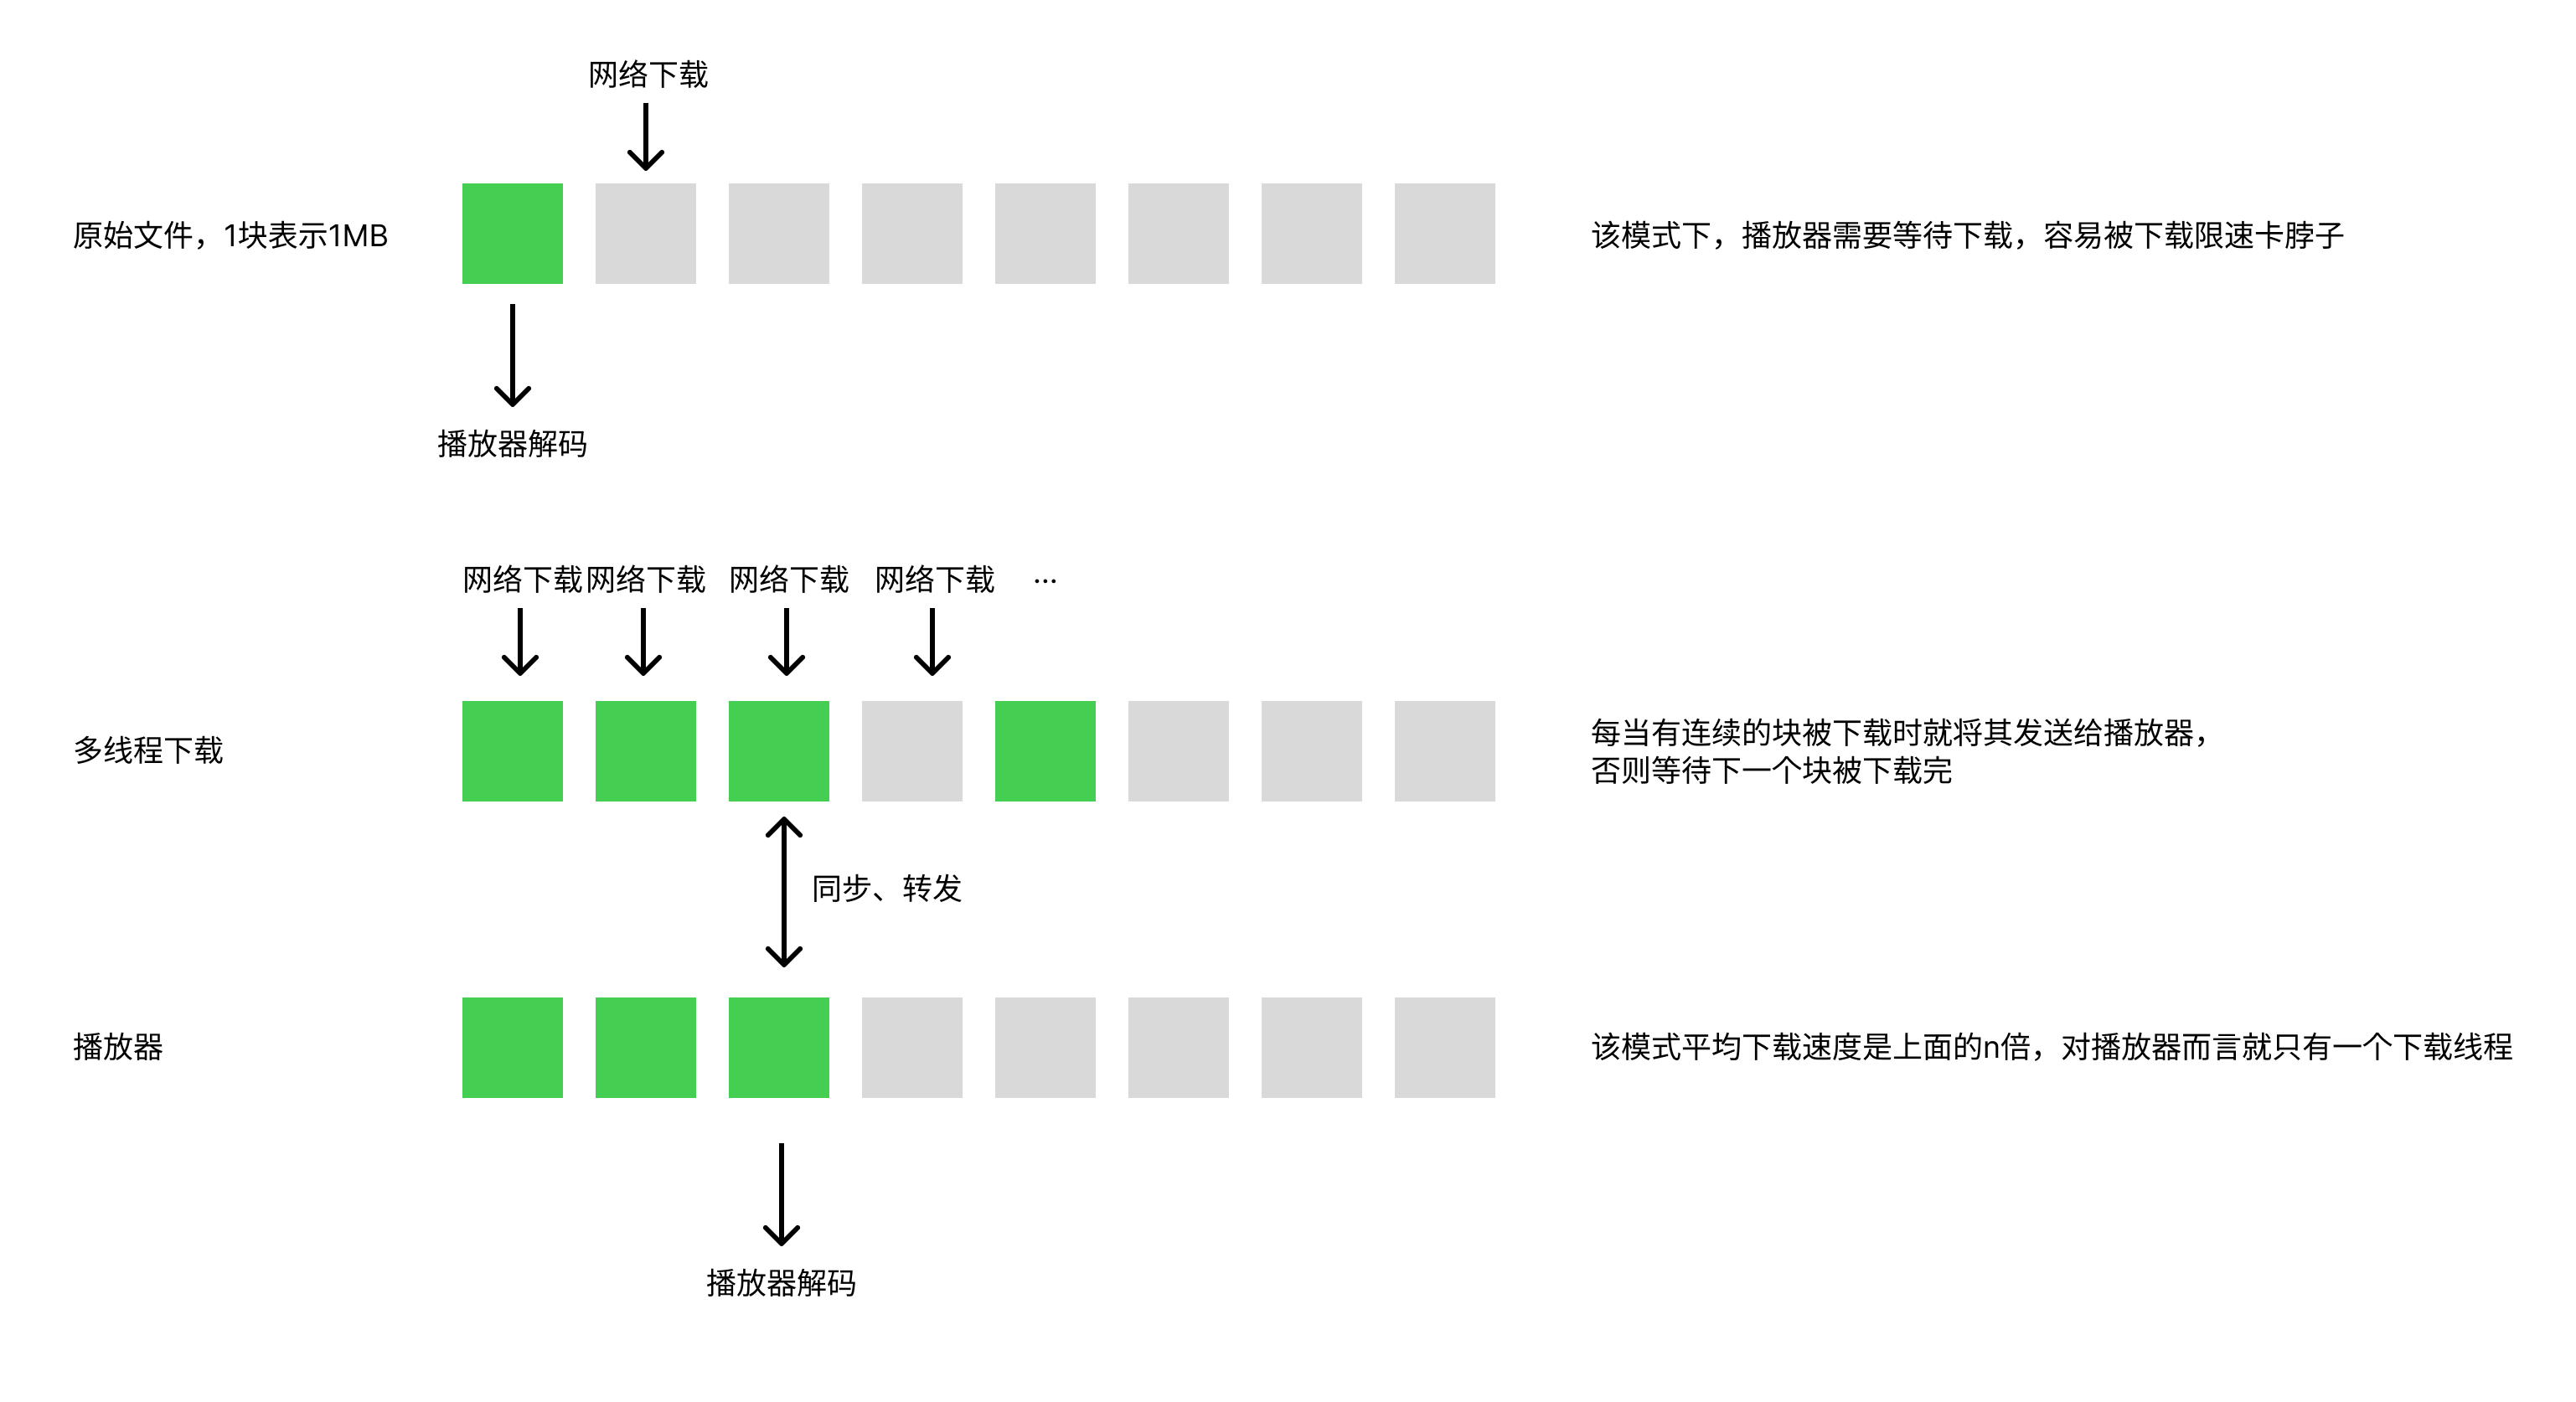 网络下载
原始文件，1块表示1MB
该模式下，播放器需要等待下载，容易被下载限速卡脖子
播放器解码
网络下载 网络下载 网络下载 网络下载 ...
多线程下载
每当有连续的块被下载时就将其发送给播放器，
否则等待下一个块被下载完
同步、转发
播放器
该模式平均下载速度是上面的n倍，对播放器而言就只有一个下载线程
播放器解码